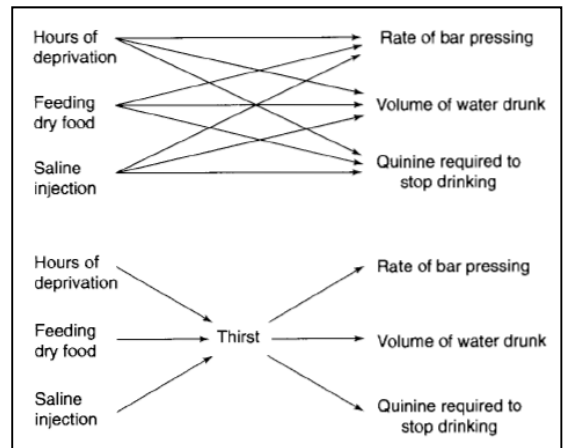 Hours of
deprivation
Rate of bar pressing
Feeding
dry food
Volume of water drunk
Saline
injection
Quinine required to
stop drinking
Hours of
deprivation
Rate of bar pressing
Feeding
dry food
Thirst
Volume of water drunk
Saline
injection
Quinine required to
stop drinking